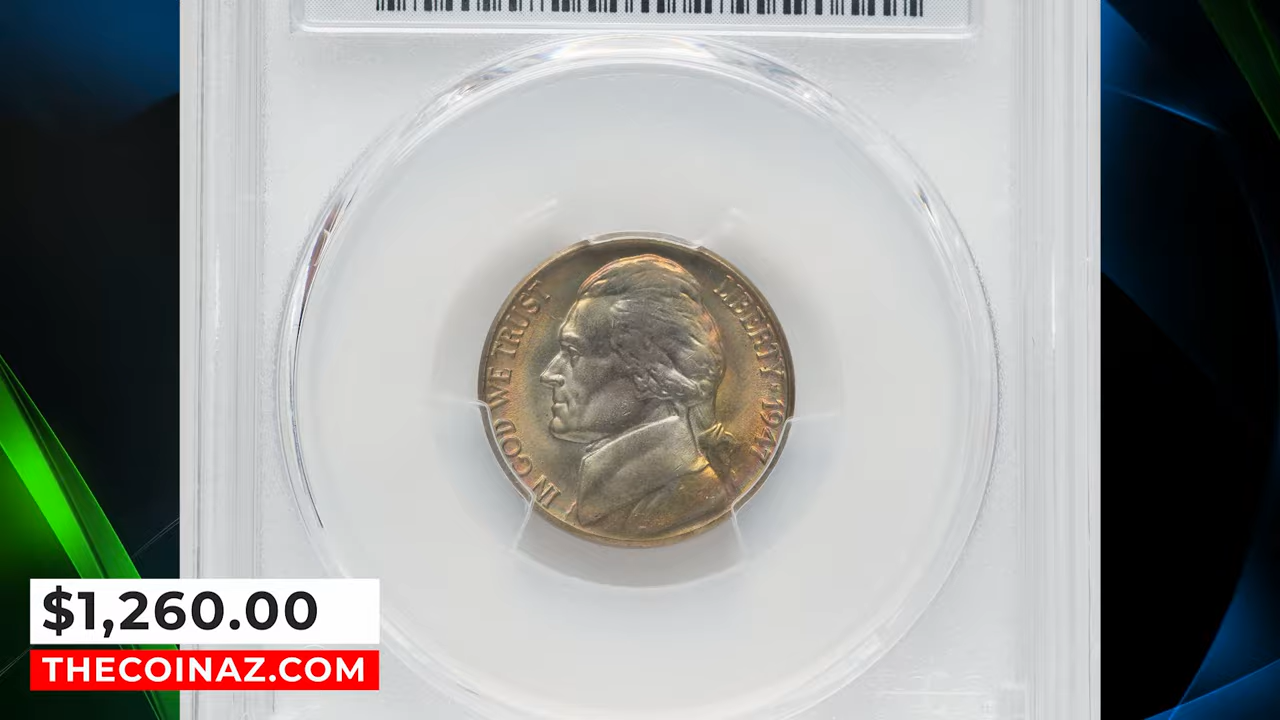 IN GOD WE TRUST
LIBERTY * 1947
$1,260.00
THECOINAZ.COM